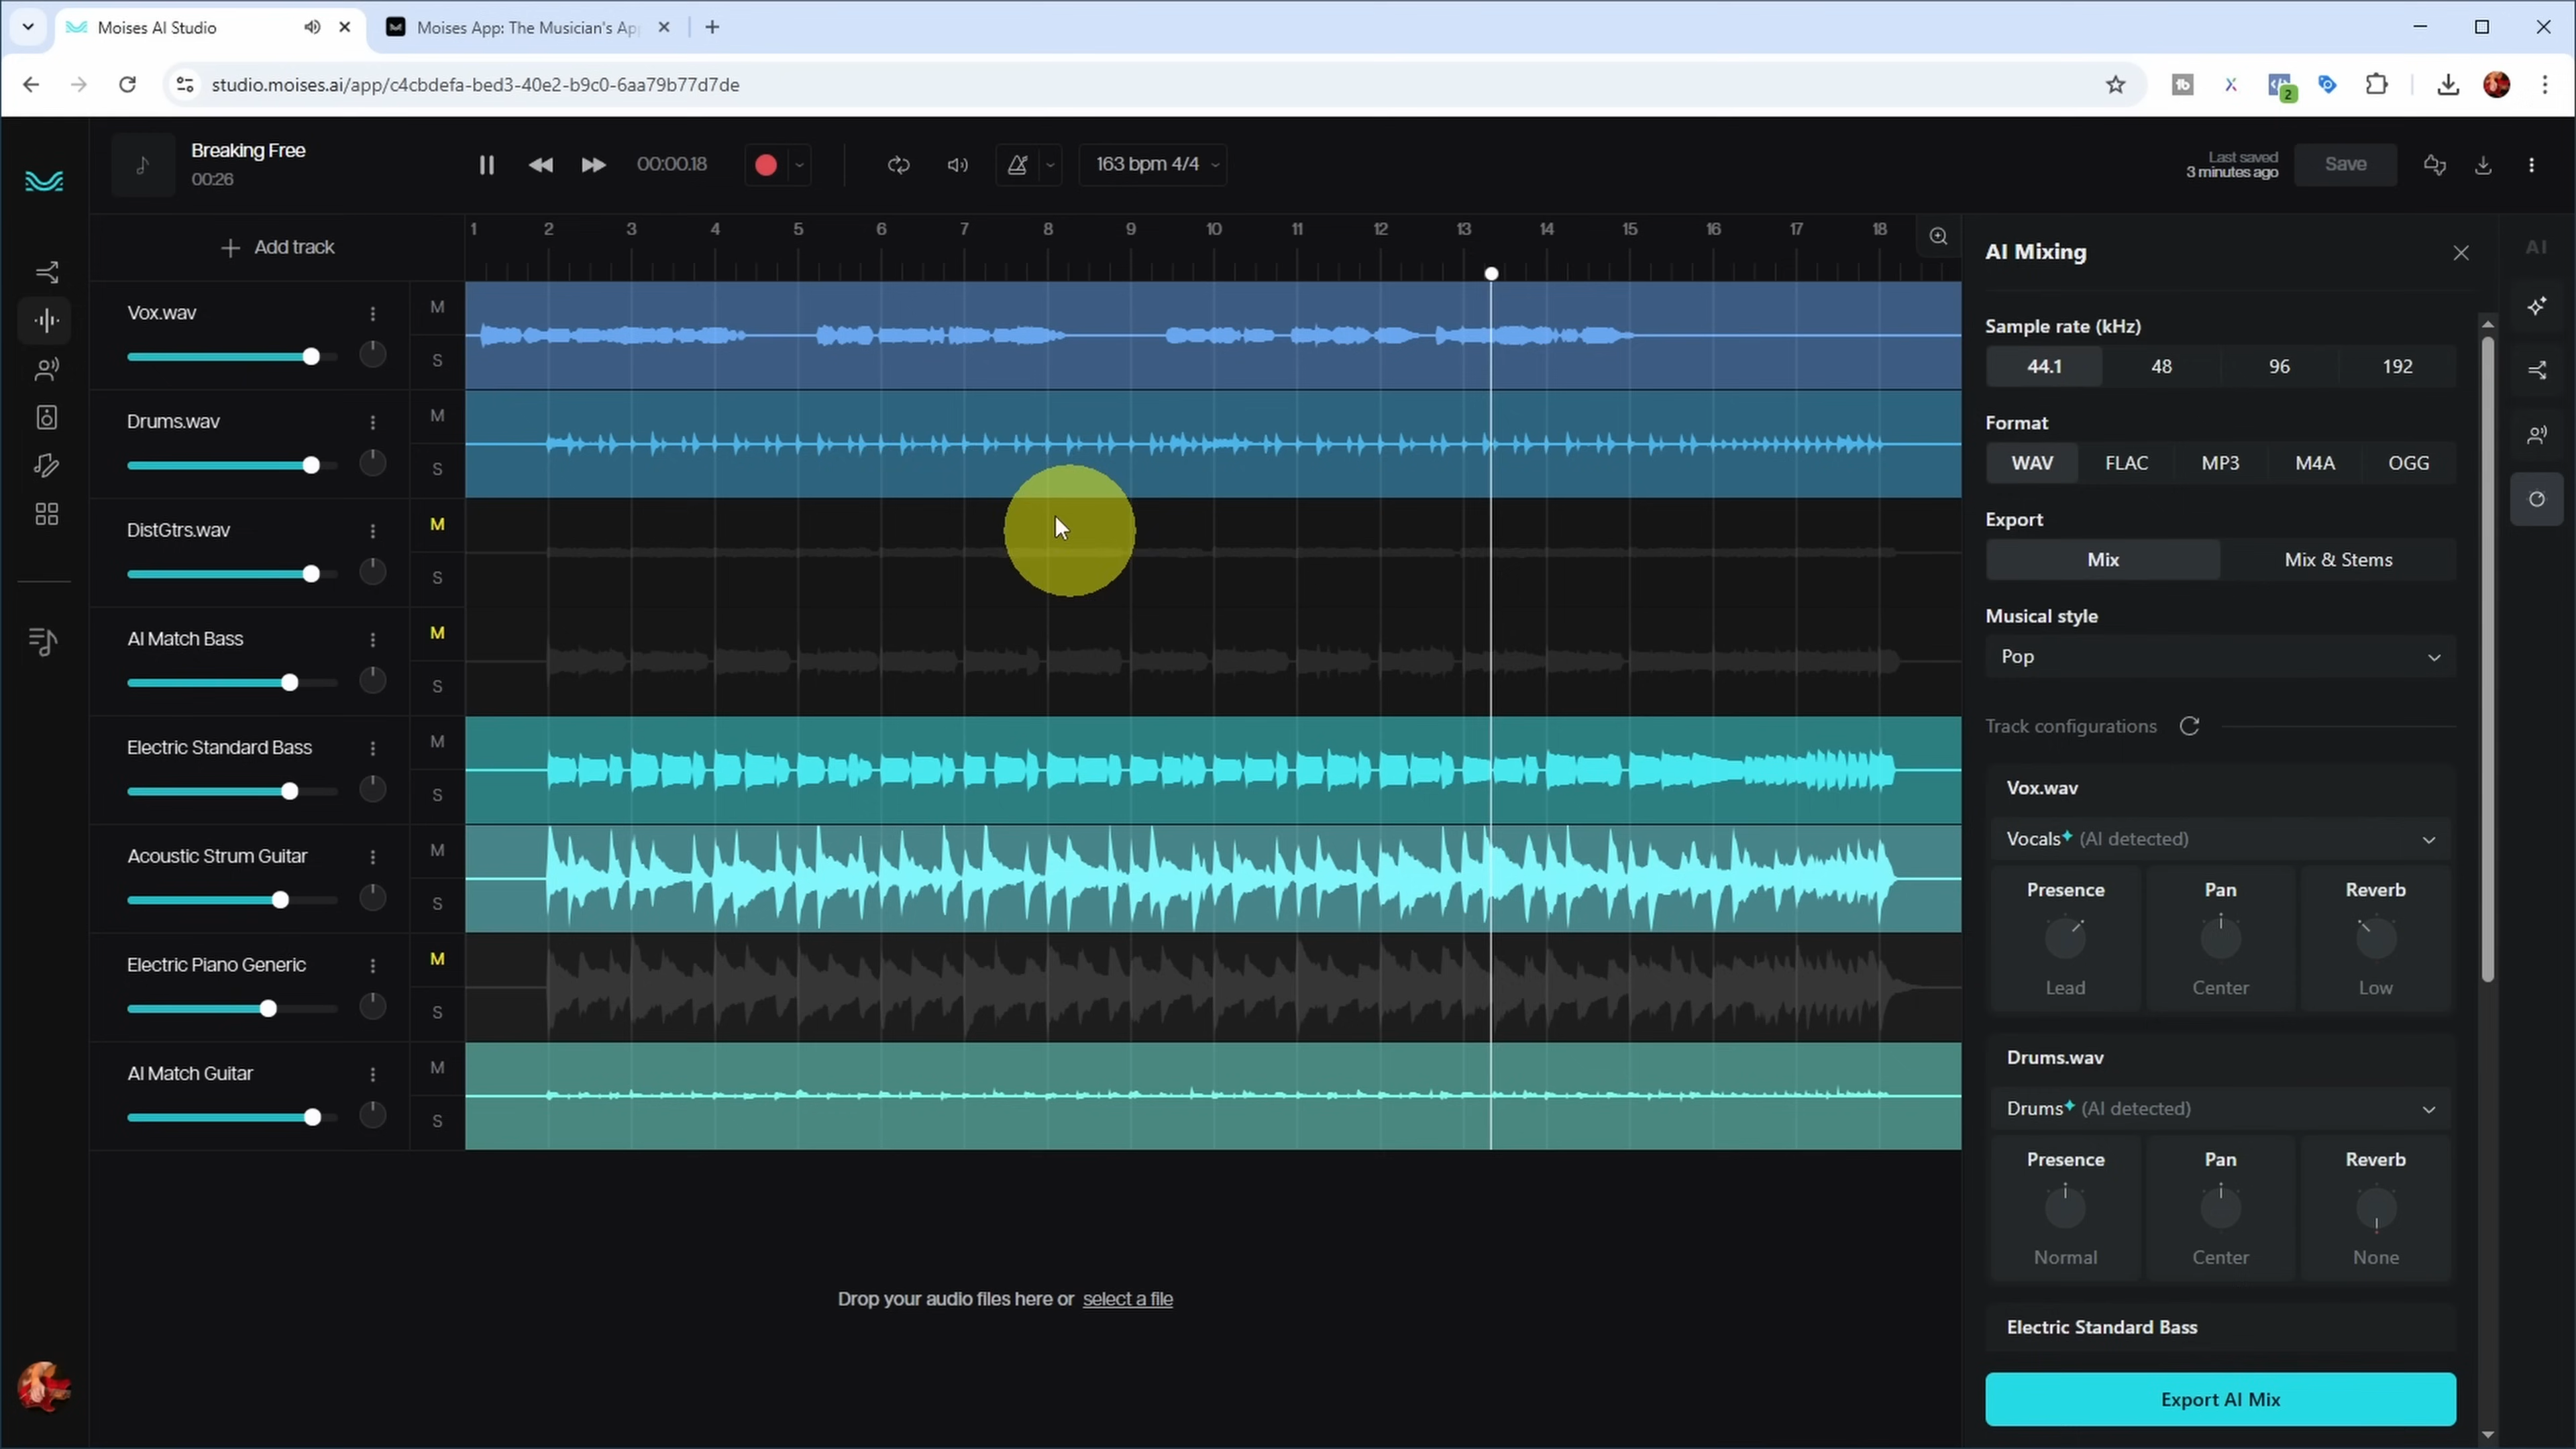 Moises AI Studio
Moises App: The Musician's Ap
studio.moises.ai/app/c4cbdefa-bed3-40e2-b9c0-6aa79b77d7de
2
Breaking Free
00:26
00:00.18
163 bpm 4/4
Last saved
3 minutes ago
Save
Add track
1 2 3 4 5 6 7 8 9 10 11 12 13 14 15 16 17 18
Vox.wav
M
S
Drums.wav
M
S
DistGtrs.wav
M
S
AI Match Bass
M
S
Electric Standard Bass
M
S
Acoustic Strum Guitar
M
S
Electric Piano Generic
M
S
AI Match Guitar
M
S
Drop your audio files here or select a file
AI Mixing
AI
Sample rate (kHz)
44.1 48 96 192
Format
WAV FLAC MP3 M4A OGG
Export
Mix Mix & Stems
Musical style
Pop
Track configurations
Vox.wav
Vocals (AI detected)
Presence Pan Reverb
Lead Center Low
Drums.wav
Drums (AI detected)
Presence Pan Reverb
Normal Center None
Electric Standard Bass
Export AI Mix